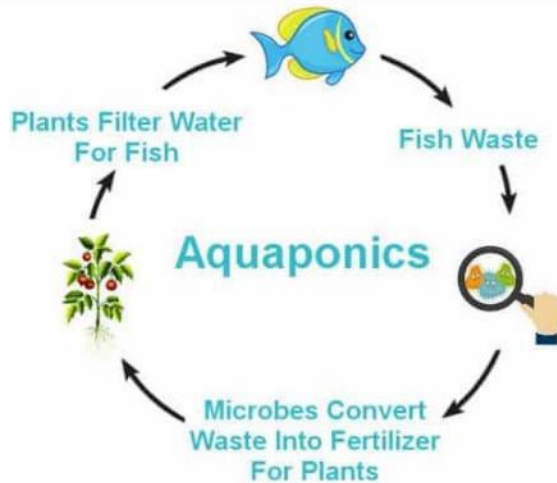 Plants Filter Water
For Fish
Fish Waste
Aquaponics
Microbes Convert
Waste Into Fertilizer
For Plants